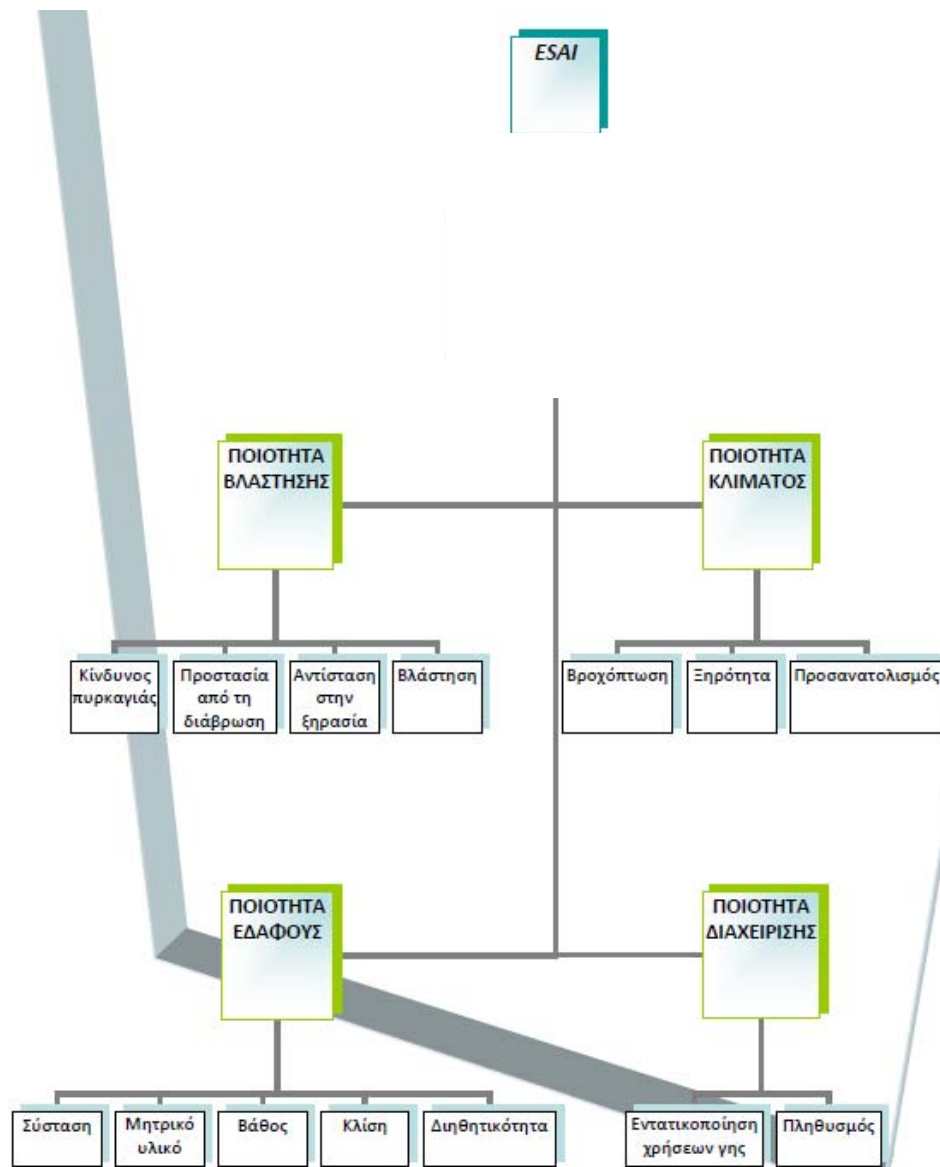 ESAI
ΠΟΙΟΤΗΤΑ
ΒΛΑΣΤΗΣΗΣ
ΠΟΙΟΤΗΤΑ
ΚΛΙΜΑΤΟΣ
Κίνδυνος
πυρκαγιάς
Προστασία
από τη
διάβρωση
Αντίσταση
στην
ξηρασία
Βλάστηση
Βροχόπτωση
Ξηρότητα
Προσανατολισμός
ΠΟΙΟΤΗΤΑ
ΕΔΑΦΟΥΣ
ΠΟΙΟΤΗΤΑ
ΔΙΑΧΕΙΡΙΣΗΣ
Σύσταση
Μητρικό
υλικό
Βάθος
Κλίση
Διηθητικότητα
Εντατικοποίηση
χρήσεων γης
Πληθυσμός